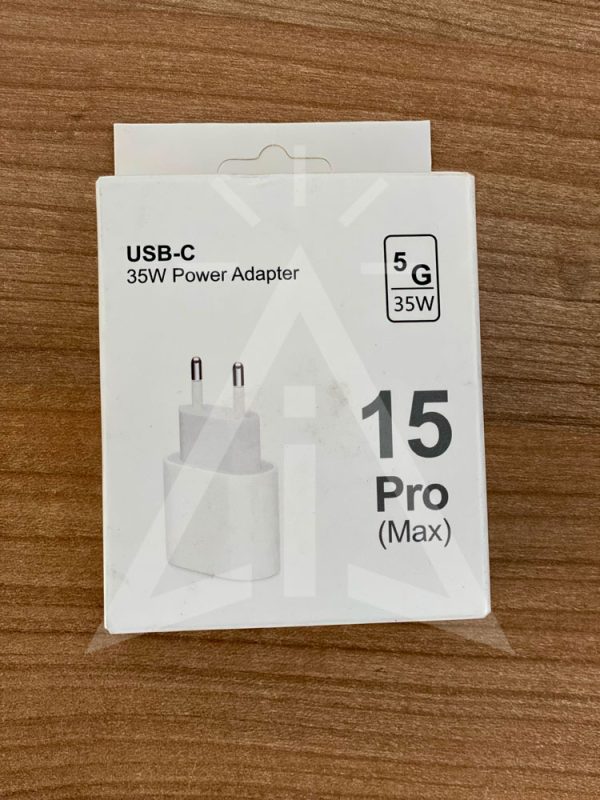 USB-C
35W Power Adapter
5G
35W
15
Pro
(Max)